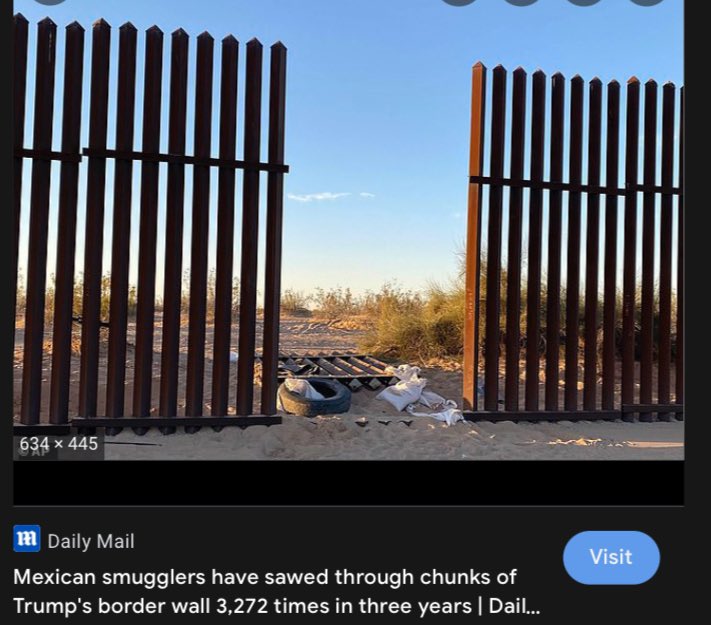 634 × 445
© AP
Daily Mail
Visit
Mexican smugglers have sawed through chunks of
Trump's border wall 3,272 times in three years | Dail...